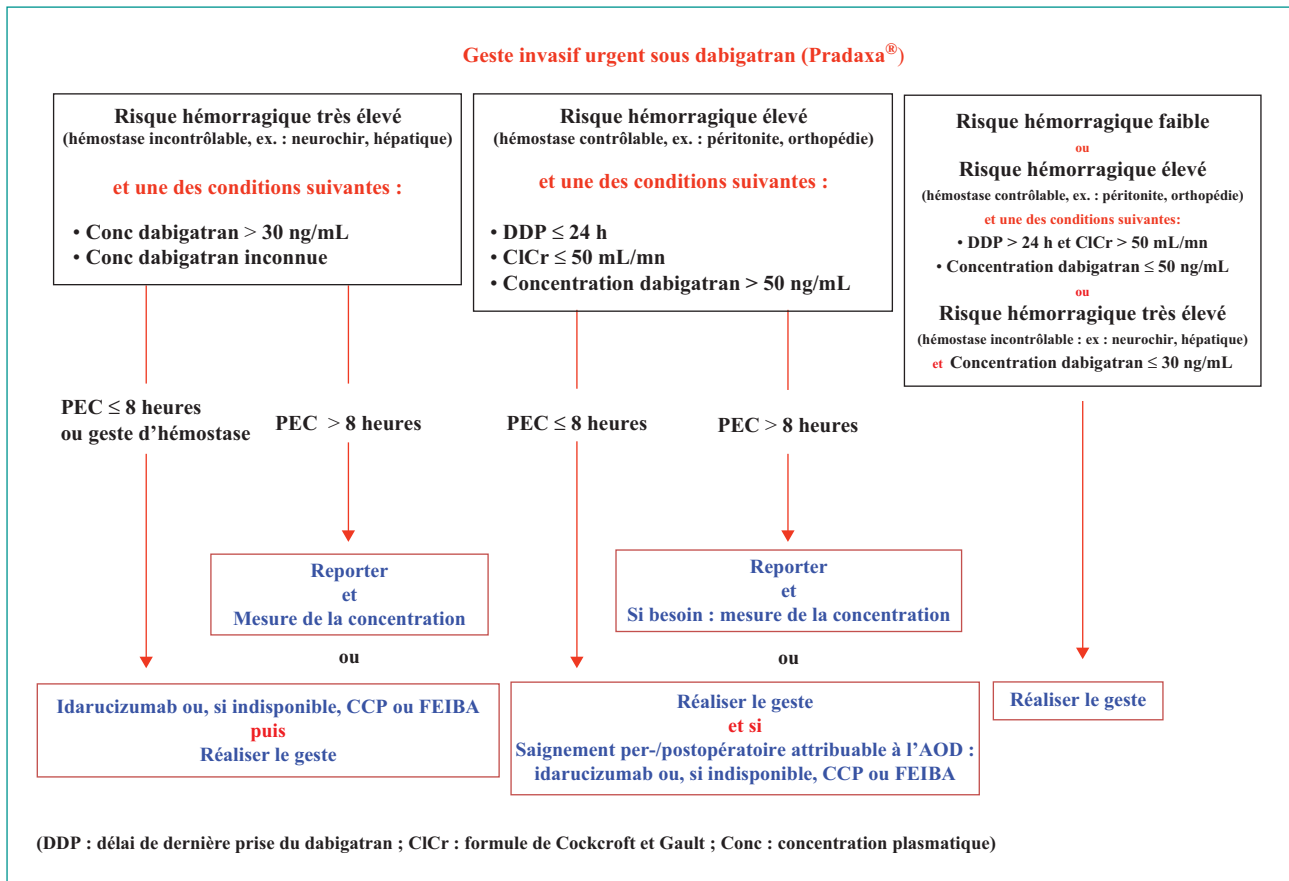 Geste invasif urgent sous dabigatran (Pradaxa®)
Risque hémorragique très élevé
(hémostase incontrôlable, ex. : neurochir, hépatique)
et une des conditions suivantes :
• Conc dabigatran > 30 ng/mL
• Conc dabigatran inconnue
Risque hémorragique élevé
(hémostase contrôlable, ex. : péritonite, orthopédie)
et une des conditions suivantes :
• DDP ≤ 24 h
• ClCr ≤ 50 mL/mn
• Concentration dabigatran > 50 ng/mL
Risque hémorragique faible
ou
Risque hémorragique élevé
(hémostase contrôlable, ex. : péritonite, orthopédie)
et une des conditions suivantes:
• DDP > 24 h et ClCr > 50 mL/mn
• Concentration dabigatran ≤ 50 ng/mL
ou
Risque hémorragique très élevé
(hémostase incontrôlable : ex : neurochir, hépatique)
et Concentration dabigatran ≤ 30 ng/mL
PEC ≤ 8 heures
ou geste d'hémostase
PEC > 8 heures
PEC ≤ 8 heures
PEC > 8 heures
Reporter
et
Mesure de la concentration
ou
Reporter
et
Si besoin : mesure de la concentration
ou
Idarucizumab ou, si indisponible, CCP ou FEIBA
puis
Réaliser le geste
Réaliser le geste
et si
Saignement per-/postopératoire attribuable à l'AOD :
idarucizumab ou, si indisponible, CCP ou FEIBA
Réaliser le geste
(DDP : délai de dernière prise du dabigatran ; ClCr : formule de Cockcroft et Gault ; Conc : concentration plasmatique)